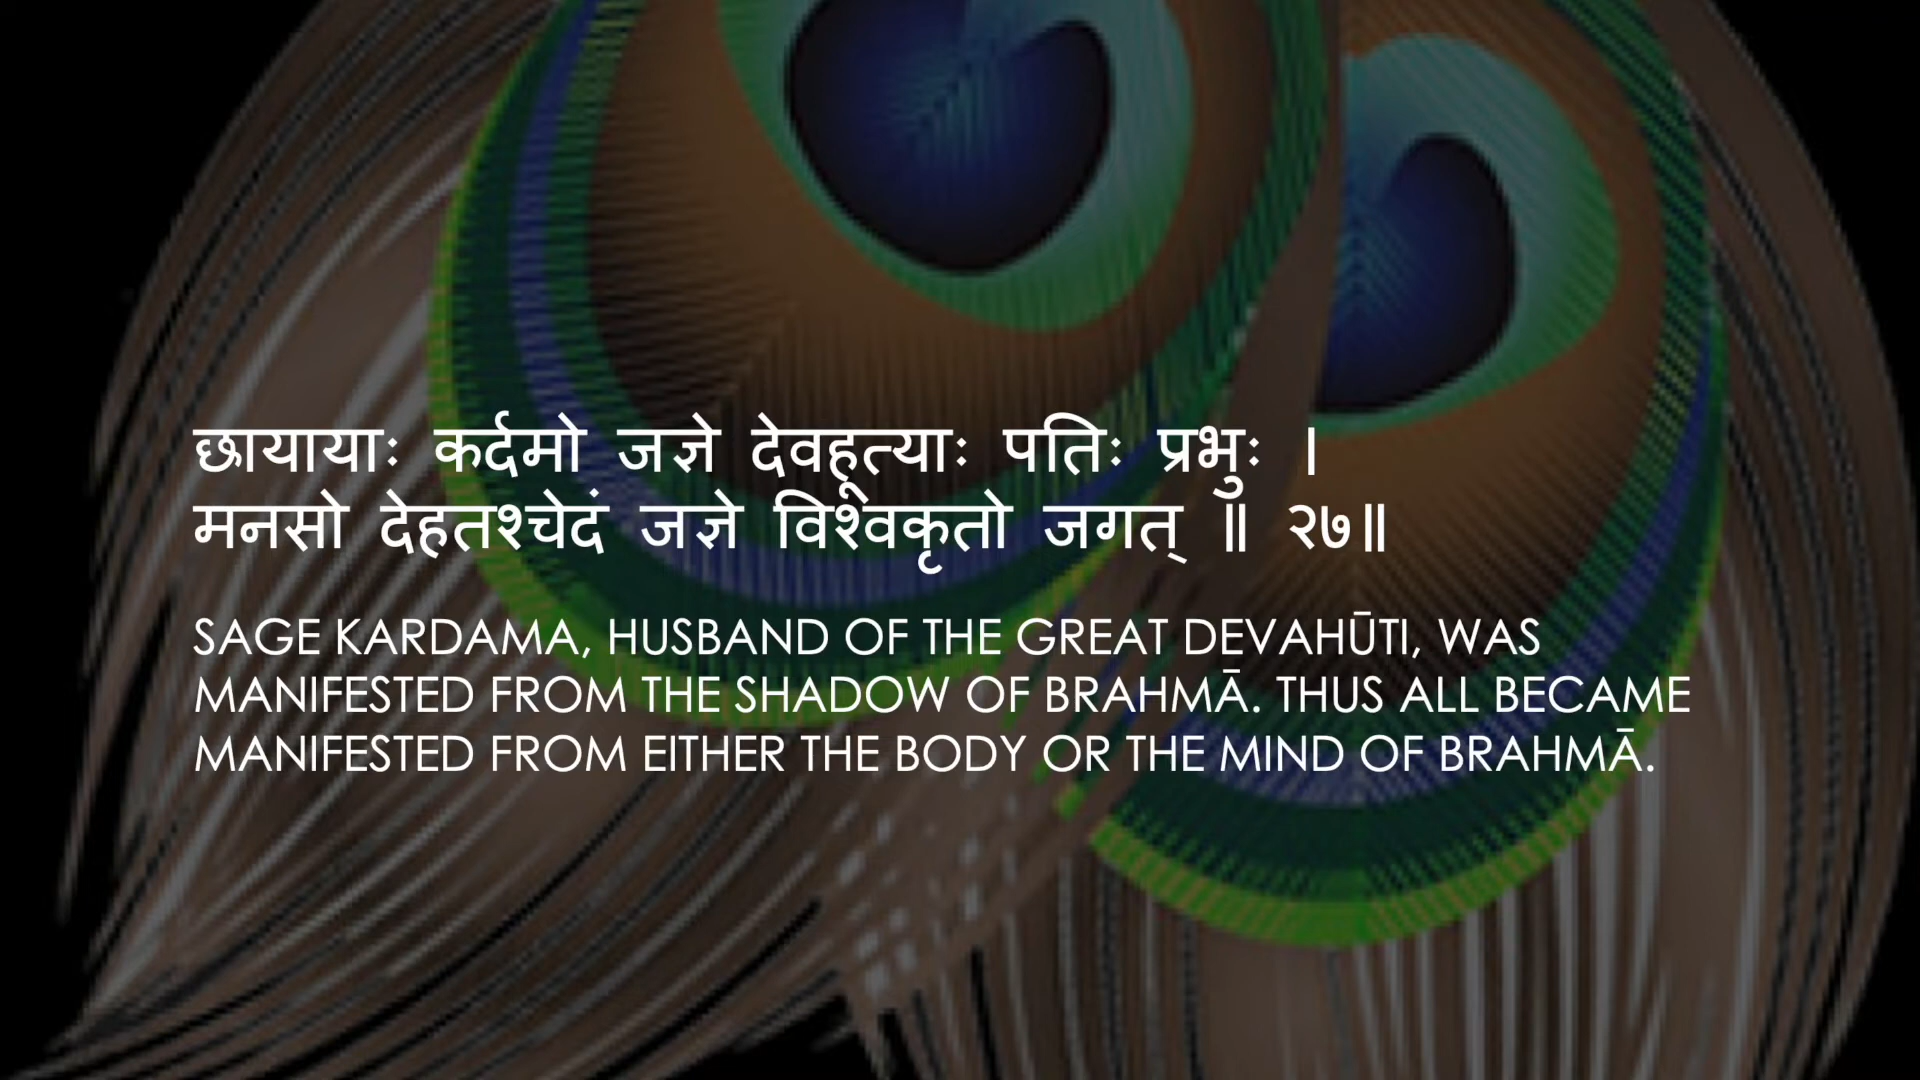 छायायाः कर्दमो जज्ञे देवहूत्याः पतिः प्रभुः ।
मनसो देहतश्चेदं जज्ञे विश्वकृतो जगत् ॥ २७॥
SAGE KARDAMA, HUSBAND OF THE GREAT DEVAHŪTI, WAS
MANIFESTED FROM THE SHADOW OF BRAHMĀ. THUS ALL BECAME
MANIFESTED FROM EITHER THE BODY OR THE MIND OF BRAHMĀ.